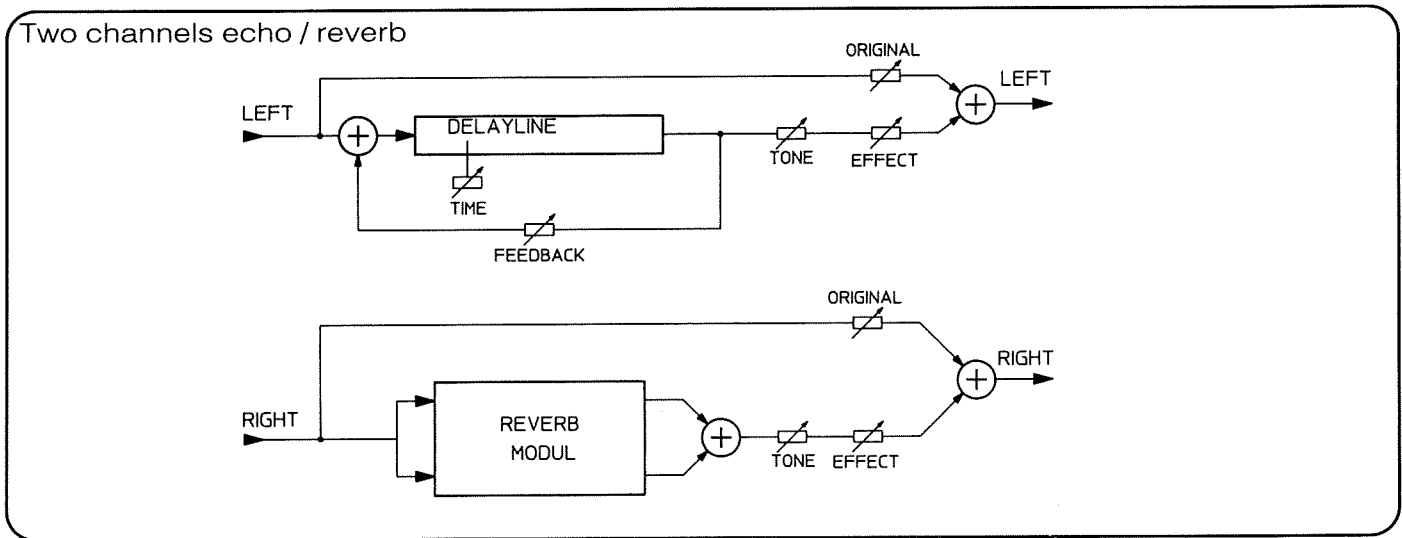 Two channels echo / reverb
ORIGINAL
LEFT
LEFT
+
DELAYLINE
+
TONE
EFFECT
TIME
FEEDBACK
ORIGINAL
RIGHT
+
RIGHT
REVERB
MODUL
+
TONE
EFFECT